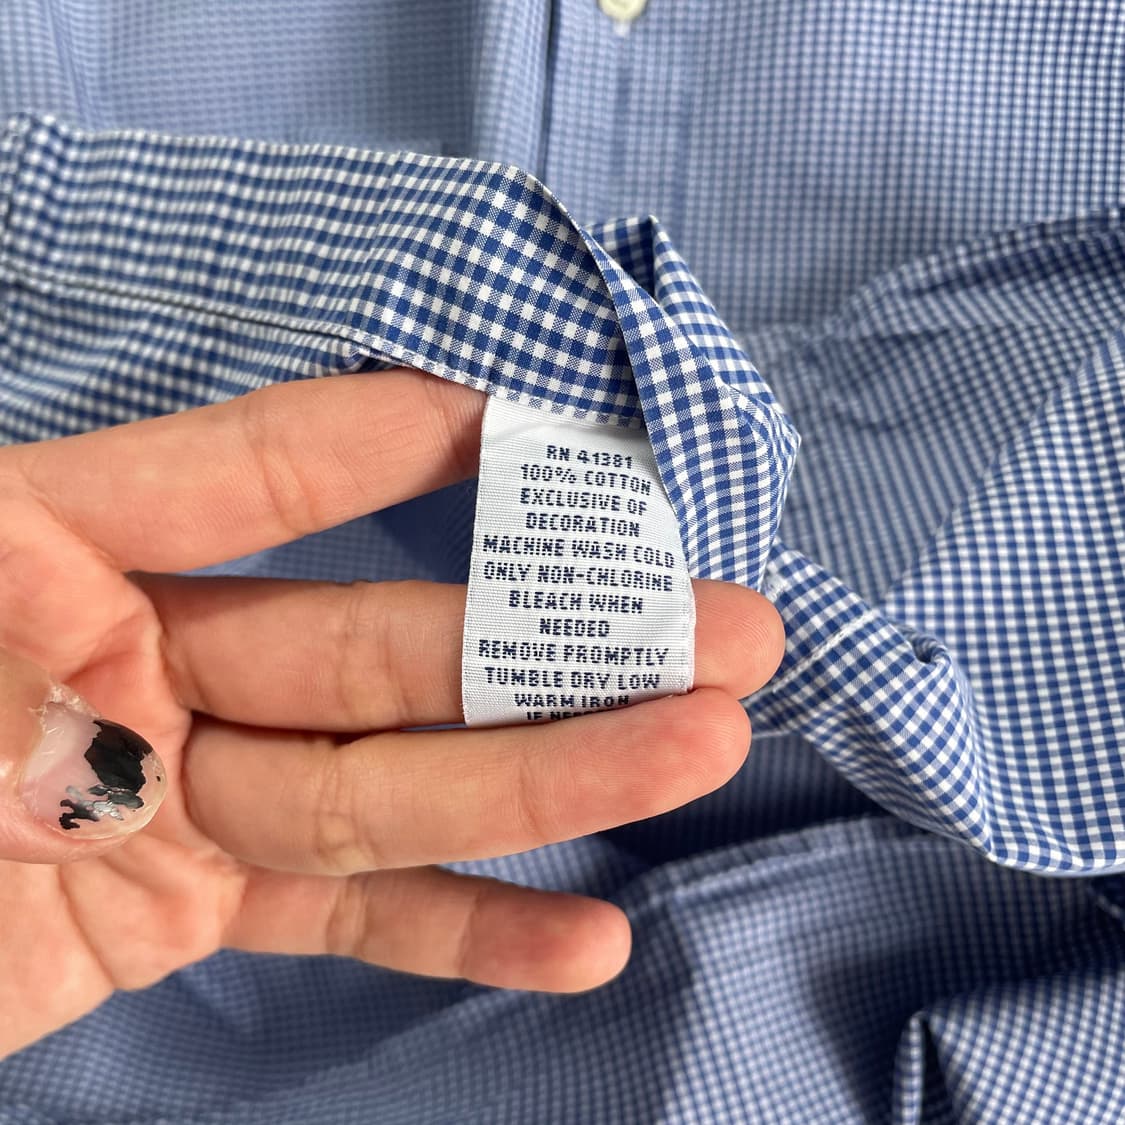 RN 41381
100% COTTON
EXCLUSIVE OF
DECORATION
MACHINE WASH COLD
ONLY NON-CHLORINE
BLEACH WHEN
NEEDED
REMOVE PROMPTLY
TUMBLE DRY LOW
WARM IRON
IF